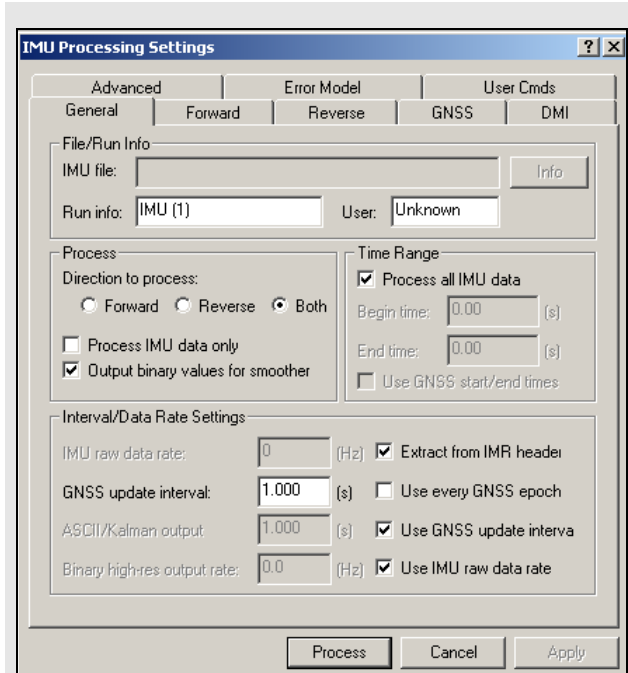 IMU Processing Settings
Advanced Error Model User Cmds
General Forward Reverse GNSS DMI
File/Run Info
IMU file: Info
Run info: IMU (1) User: Unknown
Process
Direction to process:
Forward Reverse Both
Process IMU data only
Output binary values for smoother
Time Range
Process all IMU data
Begin time: 0.00 (s)
End time: 0.00 (s)
Use GNSS start/end times
Interval/Data Rate Settings
IMU raw data rate: 0 (Hz) Extract from IMR header
GNSS update interval: 1.000 (s) Use every GNSS epoch
ASCII/Kalman output 1.000 (s) Use GNSS update interva
Binary high-res output rate: 0.0 (Hz) Use IMU raw data rate
Process Cancel Apply